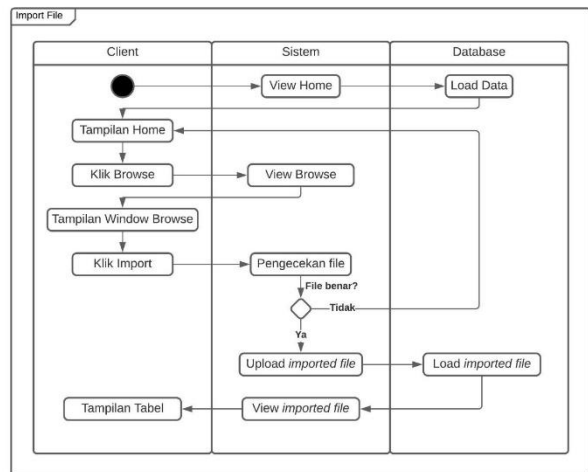 Import File
Client
Sistem
Database
View Home
Load Data
Tampilan Home
Klik Browse
View Browse
Tampilan Window Browse
Klik Import
Pengecekan file
File benar?
Tidak
Ya
Upload imported file
Load imported file
Tampilan Tabel
View imported file